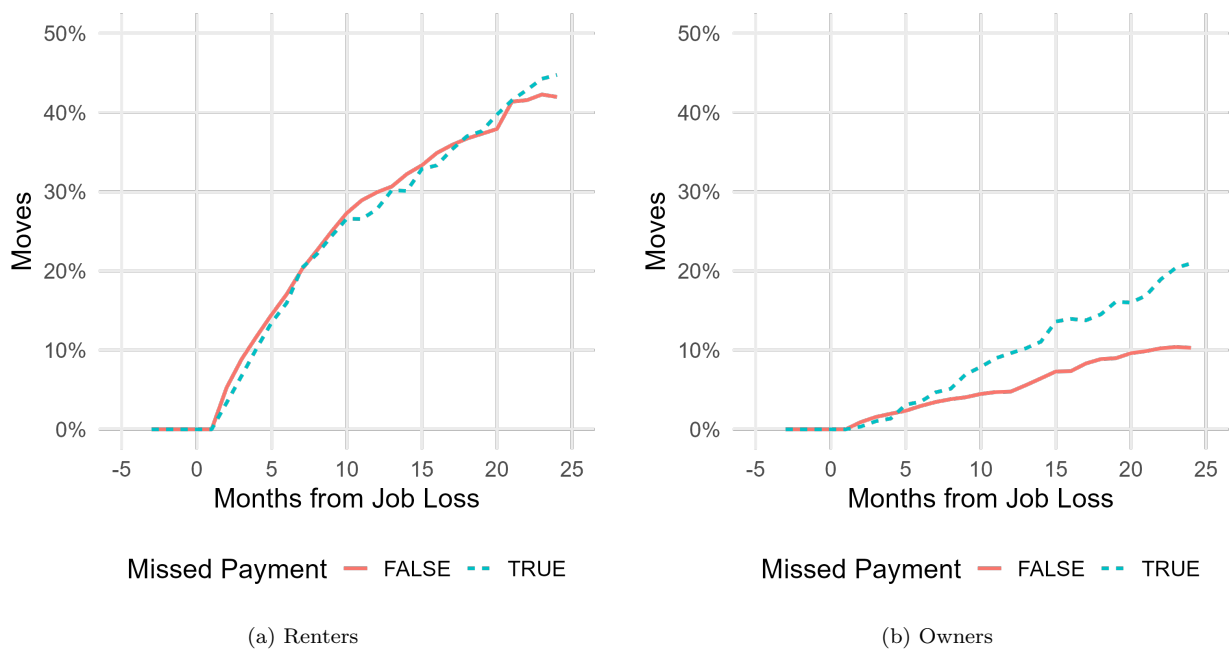 50%
40%
30%
20%
10%
0%
Moves
-5 0 5 10 15 20 25
Months from Job Loss
Missed Payment FALSE TRUE
(a) Renters
50%
40%
30%
20%
10%
0%
Moves
-5 0 5 10 15 20 25
Months from Job Loss
Missed Payment FALSE TRUE
(b) Owners